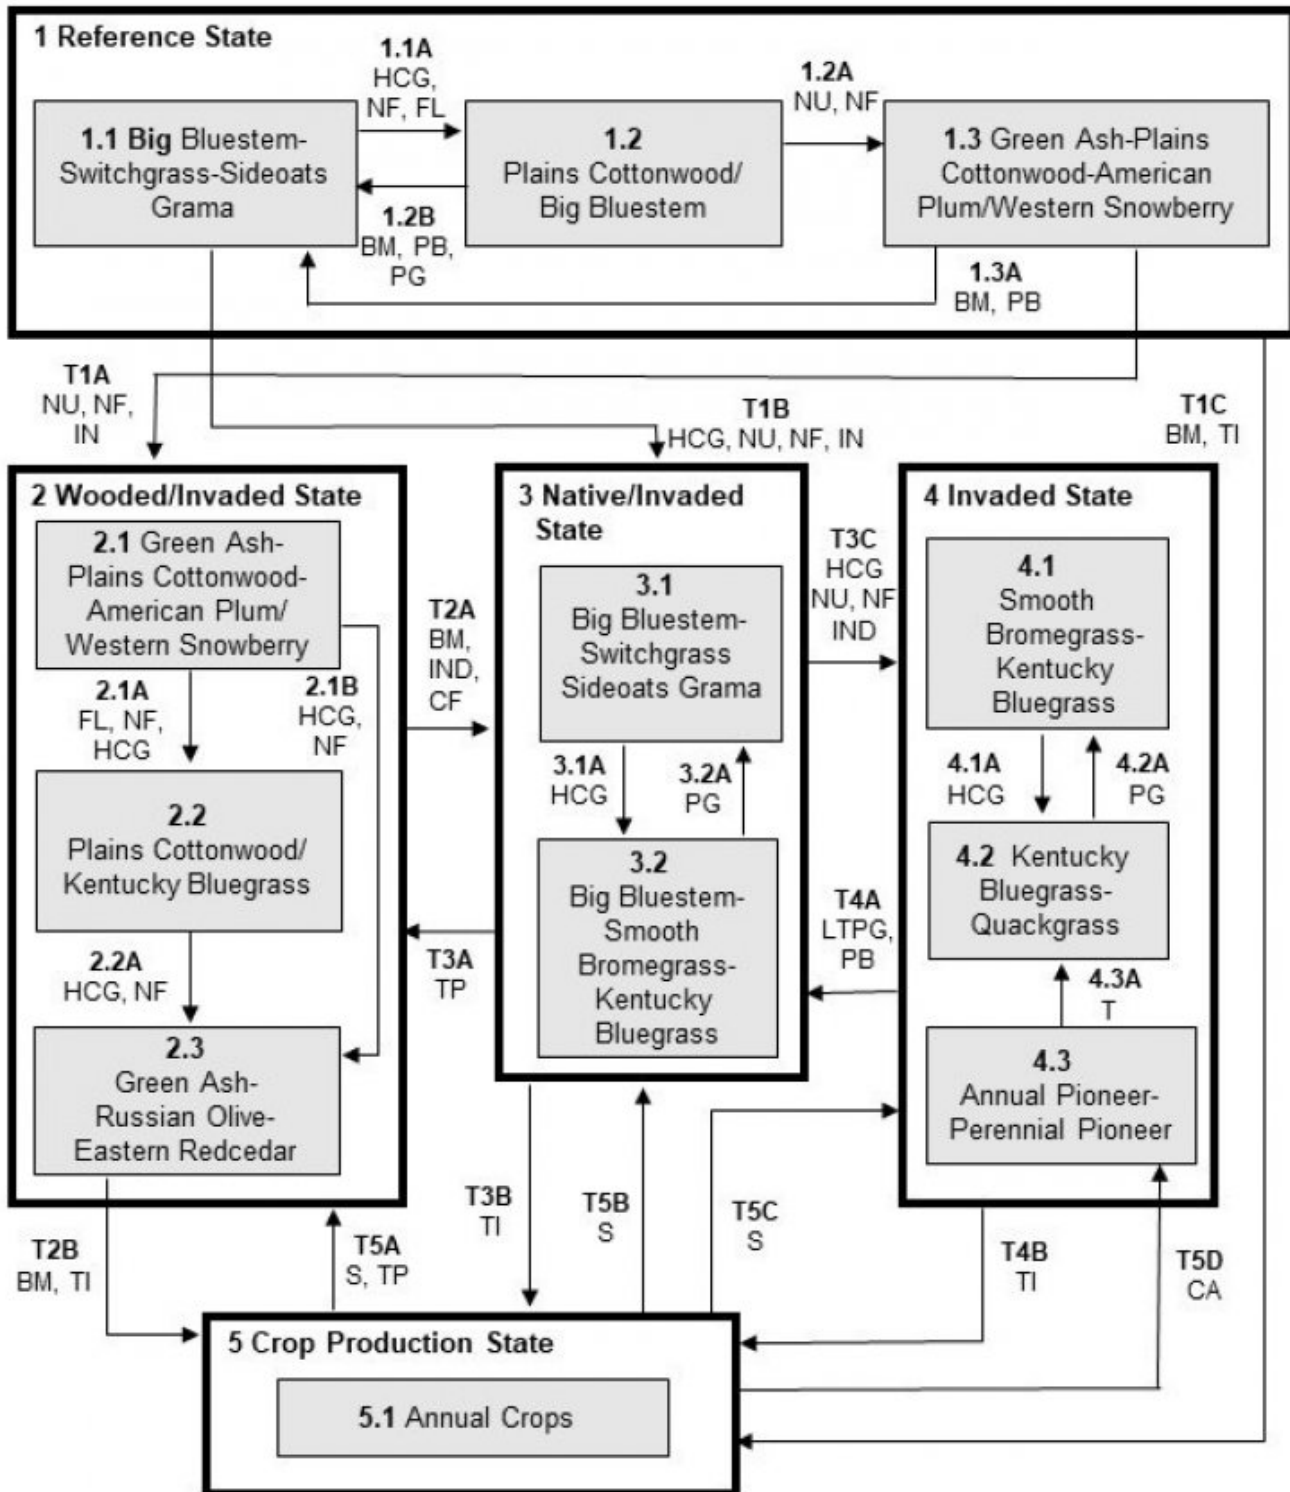 1 Reference State
1.1A
HCG,
NF, FL
1.2A
NU, NF
1.1 Big Bluestem-
Switchgrass-Sideoats
Grama
1.2
Plains Cottonwood/
Big Bluestem
1.3 Green Ash-Plains
Cottonwood-American
Plum/Western Snowberry
1.2B
BM, PB,
PG
1.3A
BM, PB
T1A
NU, NF,
IN
T1B
HCG, NU, NF, IN
T1C
BM, TI
2 Wooded/Invaded State
2.1 Green Ash-
Plains Cottonwood-
American Plum/
Western Snowberry
2.1A
FL, NF,
HCG
2.1B
HCG,
NF
2.2
Plains Cottonwood/
Kentucky Bluegrass
2.2A
HCG, NF
2.3
Green Ash-
Russian Olive-
Eastern Redcedar
T2A
BM,
IND,
CF
T3A
TP
3 Native/Invaded
State
3.1
Big Bluestem-
Switchgrass
Sideoats Grama
3.1A
HCG
3.2A
PG
3.2
Big Bluestem-
Smooth
Bromegrass-
Kentucky
Bluegrass
T3C
HCG
NU, NF
IND
T4A
LTPG,
PB
4 Invaded State
4.1
Smooth
Bromegrass-
Kentucky
Bluegrass
4.1A
HCG
4.2A
PG
4.2 Kentucky
Bluegrass-
Quackgrass
4.3A
T
4.3
Annual Pioneer-
Perennial Pioneer
T2B
BM, TI
T5A
S, TP
T3B
TI
T5B
S
T5C
S
T4B
TI
T5D
CA
5 Crop Production State
5.1 Annual Crops